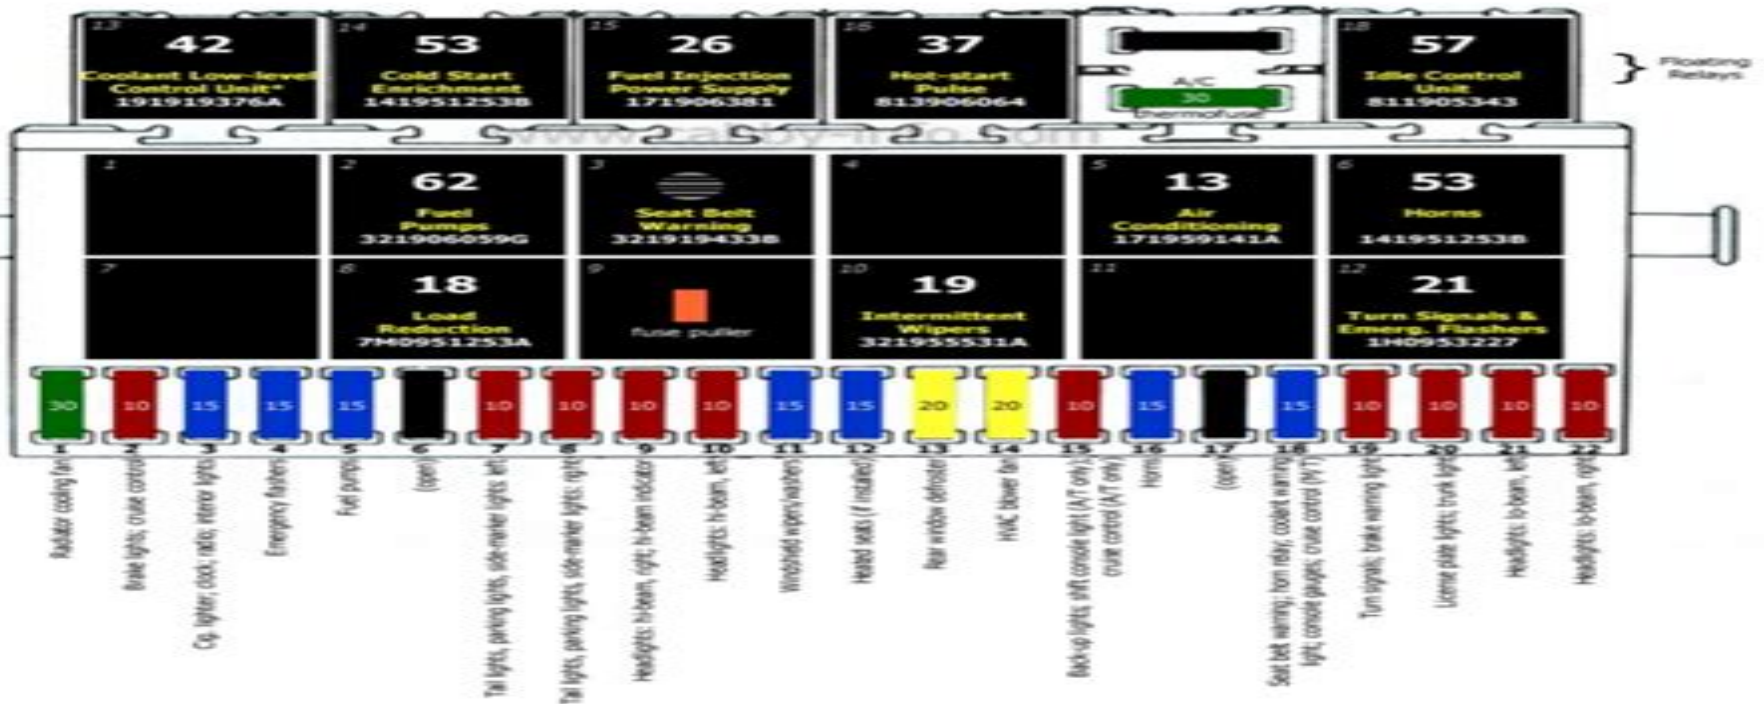 13
42
Coolant Low-level
Control Unit*
191919376A
14
53
Cold Start
Enrichment
141951253B
15
26
Fuel Injection
Power Supply
171906381
16
37
Hot-start
Pulse
813906064
A/C
30
thermofuse
18
57
Idle Control
Unit
811905343
Floating
Relays
1
2
62
Fuel
Pumps
321906059G
3
Seat Belt
Warning
321919433B
4
5
13
Air
Conditioning
171959141A
6
53
Horns
141951253B
7
8
18
Load
Reduction
7M0951253A
9
fuse puller
10
19
Intermittent
Wipers
321955531A
11
12
21
Turn Signals &
Emerg. Flashers
1H0953227
30 10 15 15 15 10 10 10 10 15 15 20 20 10 15 15 10 10 10 10
1 2 3 4 5 6 7 8 9 10 11 12 13 14 15 16 17 18 19 20 21 22
Radiator cooling fan
Brake lights; cruise control
Cig. lighter; clock; radio; interior lights
Emergency flashers
Fuel pumps
(open)
Tail lights, parking lights, side-marker lights: left
Tail lights, parking lights, side-marker lights: right
Headlights: hi-beam, right; hi-beam indicator
Headlights: hi-beam, left
Windshield wipers/washers
Heated seats (if installed)
Rear window defroster
HVAC blower fan
Back-up lights; shift console light (A/T only);
cruise control (A/T only)
Horns
(open)
Seat belt warning; horn relay; coolant warning
light; console gauges; cruise control (M/T)
Turn signals; brake warning light
License plate lights; trunk light
Headlights: lo-beam, left
Headlights: lo-beam, right